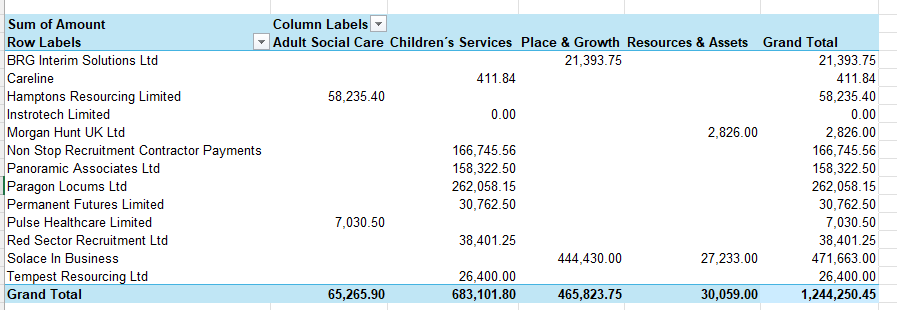 Sum of Amount Column Labels
Row Labels Adult Social Care Children´s Services Place & Growth Resources & Assets Grand Total
BRG Interim Solutions Ltd 21,393.75 21,393.75
Careline 411.84 411.84
Hamptons Resourcing Limited 58,235.40 58,235.40
Instrotech Limited 0.00 0.00
Morgan Hunt UK Ltd 2,826.00 2,826.00
Non Stop Recruitment Contractor Payments 166,745.56 166,745.56
Panoramic Associates Ltd 158,322.50 158,322.50
Paragon Locums Ltd 262,058.15 262,058.15
Permanent Futures Limited 30,762.50 30,762.50
Pulse Healthcare Limited 7,030.50 7,030.50
Red Sector Recruitment Ltd 38,401.25 38,401.25
Solace In Business 444,430.00 27,233.00 471,663.00
Tempest Resourcing Ltd 26,400.00 26,400.00
Grand Total 65,265.90 683,101.80 465,823.75 30,059.00 1,244,250.45